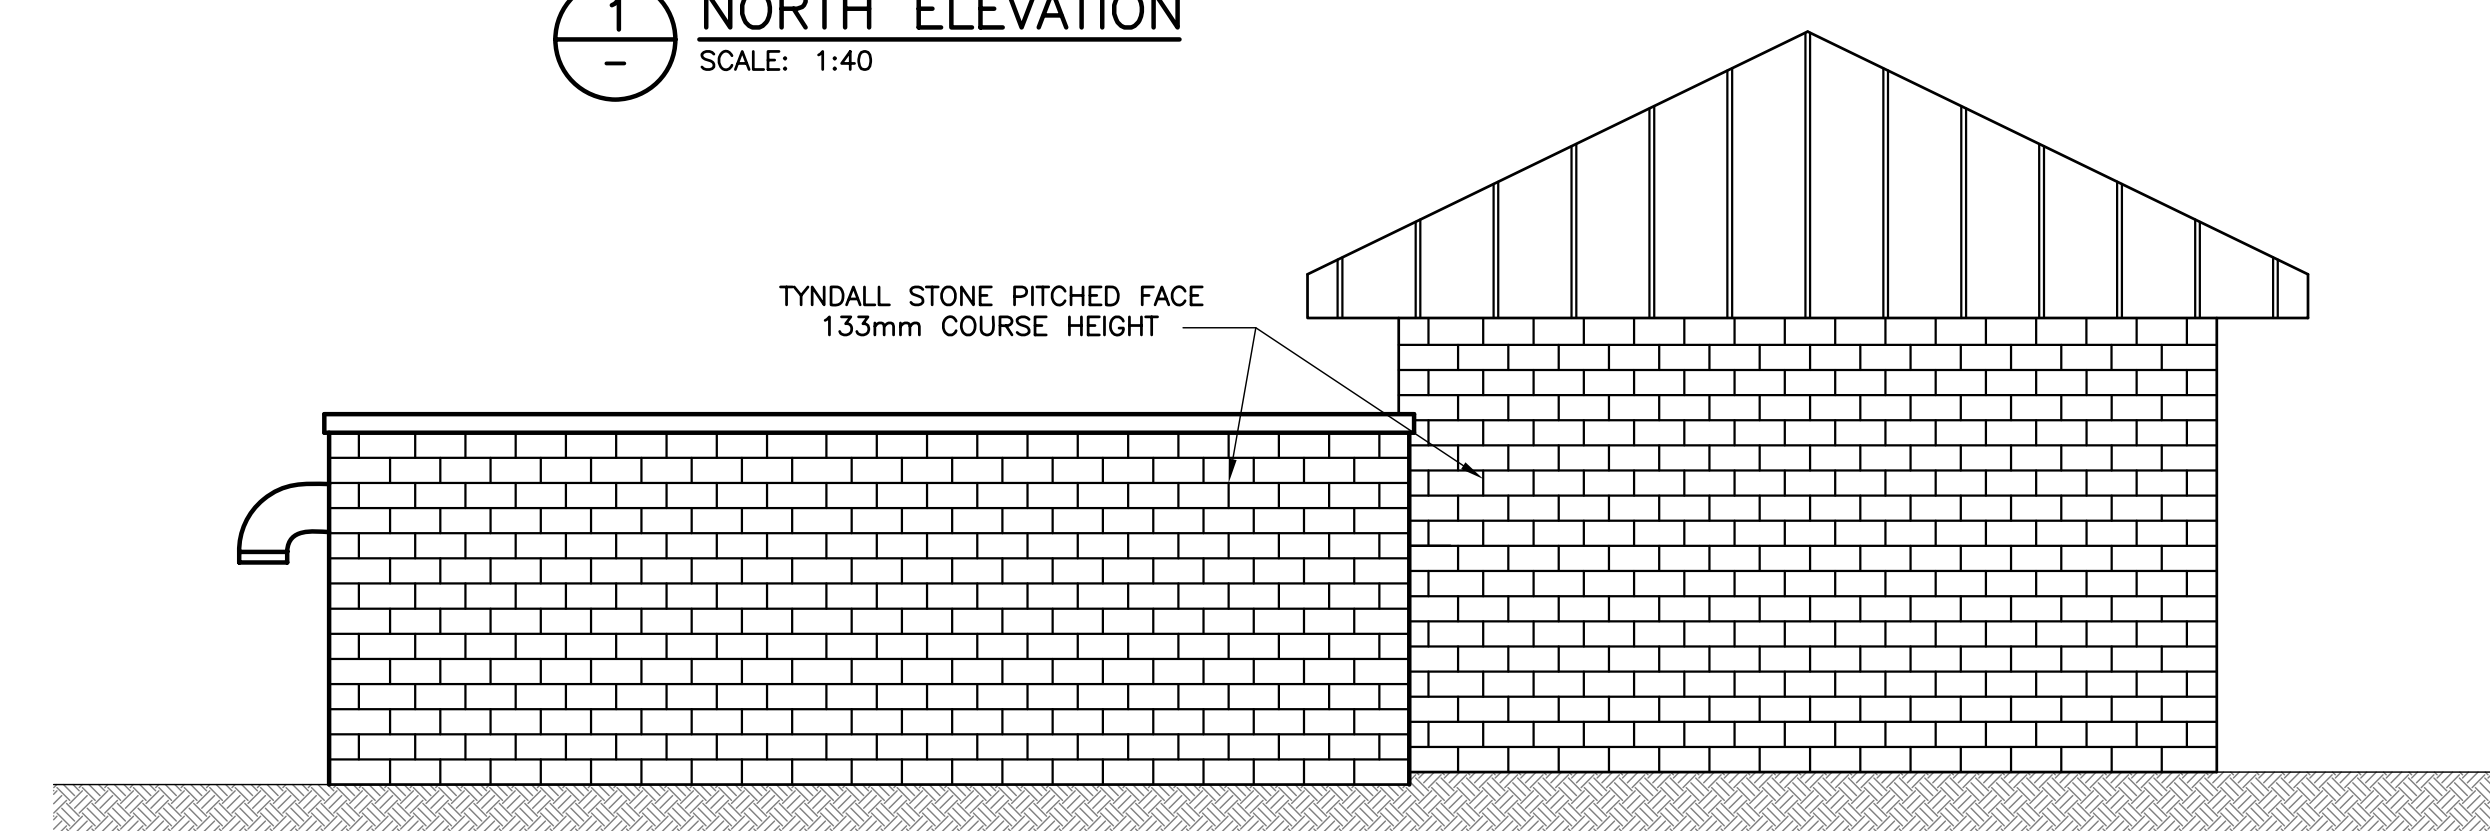 1
NORTH ELEVATION
–
SCALE: 1:40
TYNDALL STONE PITCHED FACE
133mm COURSE HEIGHT